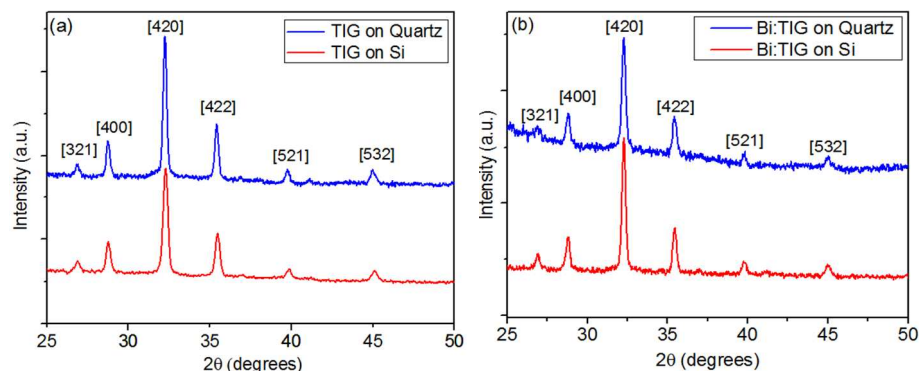 (a)
TIG on Quartz
TIG on Si
[321]
[400]
[420]
[422]
[521]
[532]
Intensity (a.u.)
25 30 35 40 45 50
2θ (degrees)
(b)
Bi:TIG on Quartz
Bi:TIG on Si
[321]
[400]
[420]
[422]
[521]
[532]
Intensity (a.u.)
25 30 35 40 45 50
2θ (degrees)